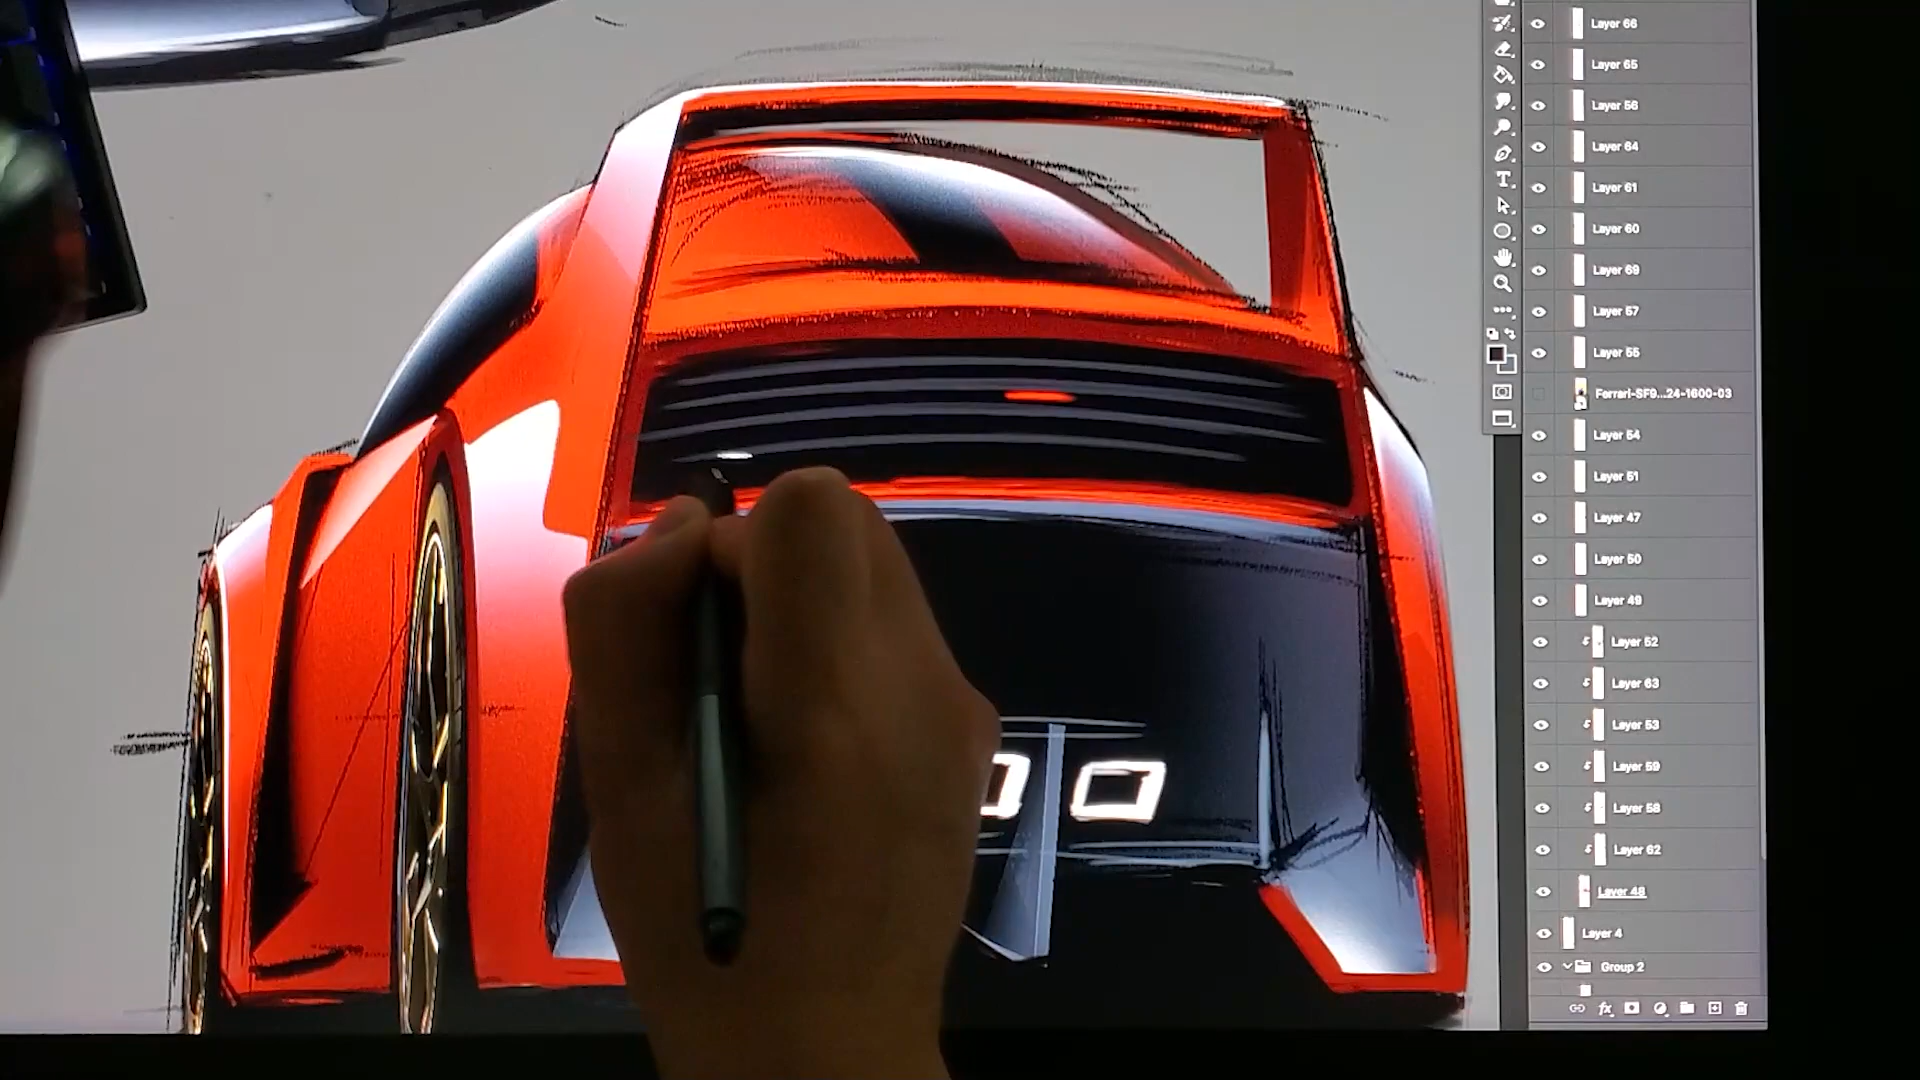 Layer 66
Layer 65
Layer 56
Layer 64
Layer 61
Layer 60
Layer 69
Layer 57
Layer 55
Ferrari-SF9...24-1600-03
Layer 54
Layer 51
Layer 47
Layer 50
Layer 49
Layer 52
Layer 63
Layer 53
Layer 59
Layer 58
Layer 62
Layer 48
Layer 4
Group 2
fx